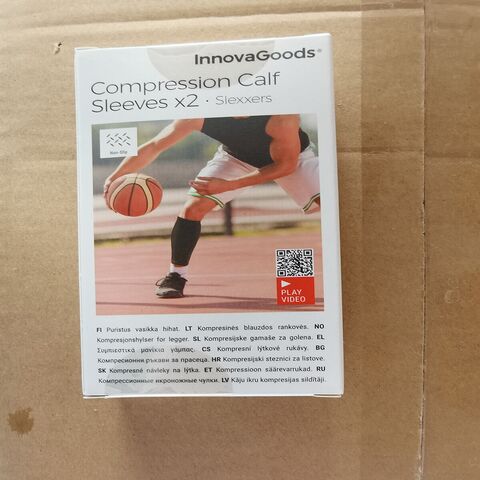 InnovaGoods®
Compression Calf
Sleeves x2 · Slexxers
Non-Slip
PLAY
VIDEO
FI Puristus vasikka hihat. LT Kompresinės blauzdos rankovės. NO
Kompresjonshylser for legger. SL Kompresijske gamaše za golena. EL
Συμπιεστικά μανίκια γάμπας. CS Kompresní lýtkové rukávy. BG
Компресионни ръкави за прасеца. HR Kompresijski steznici za listove.
SK Kompresné návleky na lýtka. ET Kompressioon säärevarukad. RU
Компрессионные икроножные чулки. LV Kāju ikru kompresijas sildītāji.